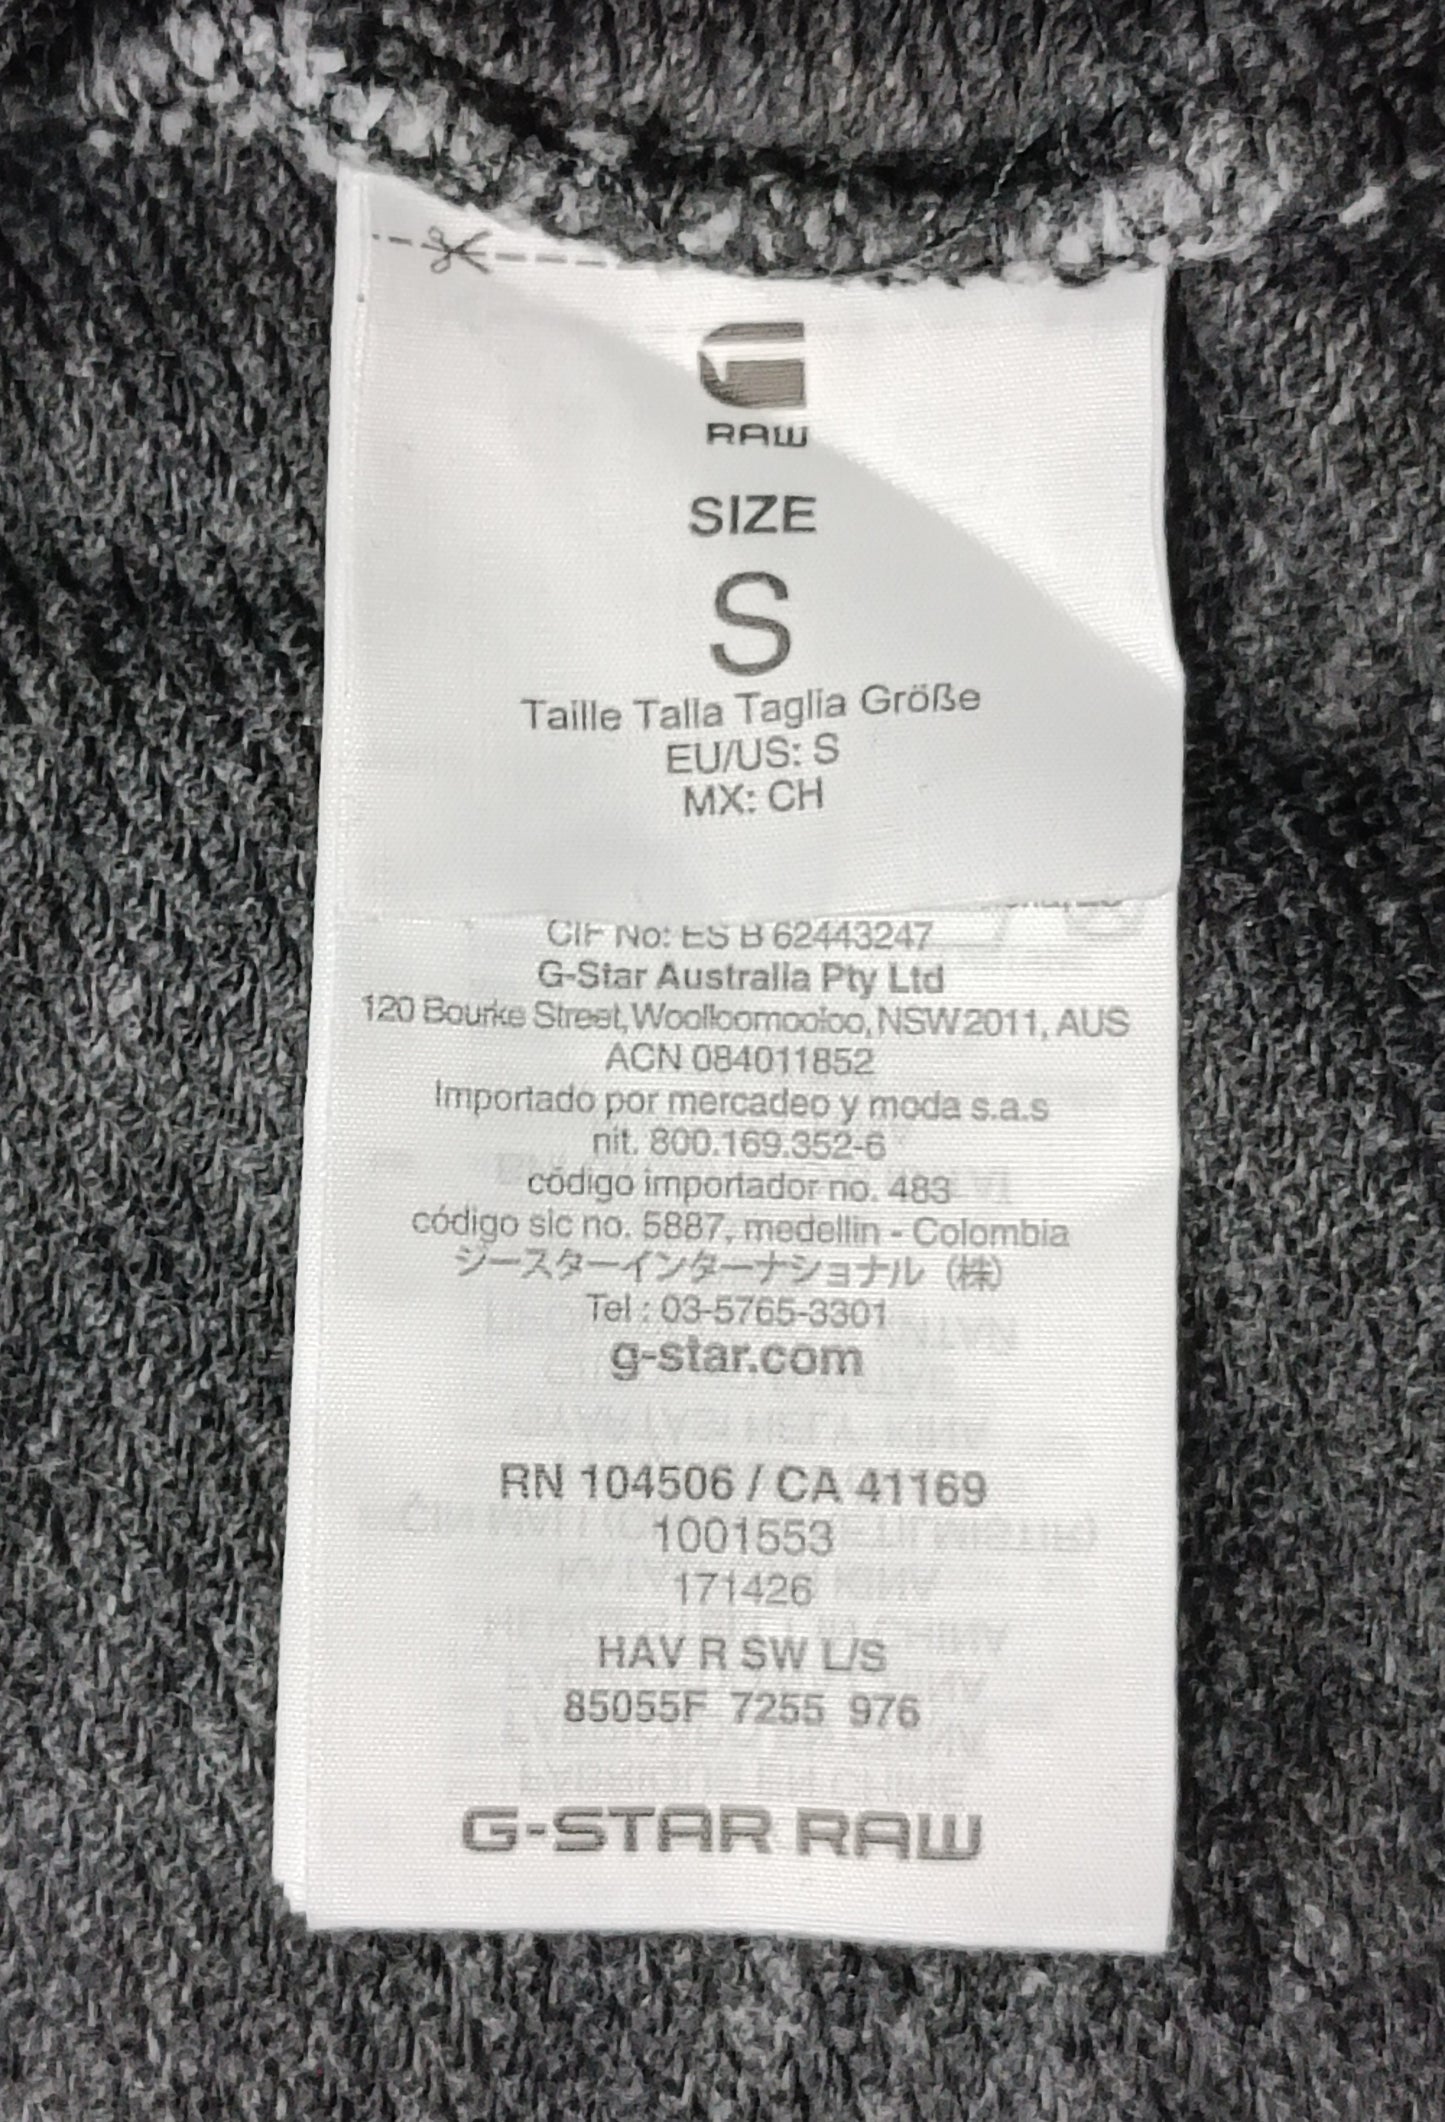 RAW
SIZE
S
Taille Talla Taglia Größe
EU/US: S
MX: CH
CIF No: ES B 62443247
G-Star Australia Pty Ltd
120 Bourke Street, Woolloomooloo, NSW 2011, AUS
ACN 084011852
Importado por mercadeo y moda s.a.s
nit. 800.169.352-6
código importador no. 483
código sic no. 5887, medellin - Colombia
ジースターインターナショナル（株）
Tel : 03-5765-3301
g-star.com
RN 104506 / CA 41169
1001553
171426
HAV R SW L/S
85055F 7255 976
G-STAR RAW